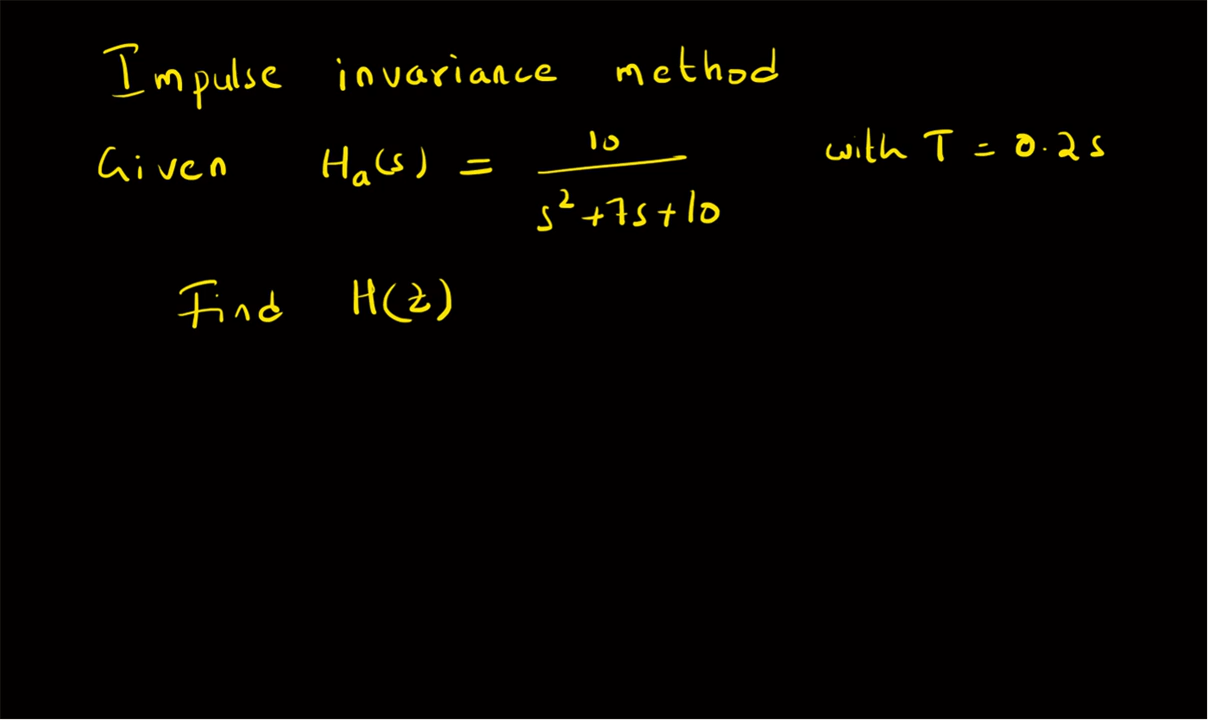 Impulse invariance method
Given Hₐ(s) = 10 / (s² + 7s + 10) with T = 0.2s
Find H(z)